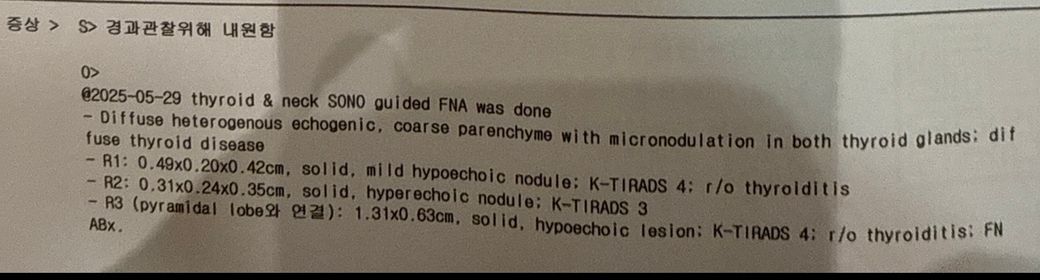 증상 > S> 경과관찰위해 내원함
O>
@2025-05-29 thyroid & neck SONO guided FNA was done
- Diffuse heterogenous echogenic, coarse parenchyme with micronodulation in both thyroid glands; dif
fuse thyroid disease
- R1: 0.49x0.20x0.42cm, solid, mild hypoechoic nodule; K-TIRADS 4; r/o thyroiditis
- R2: 0.31x0.24x0.35cm, solid, hyperechoic nodule; K-TIRADS 3
- R3 (pyramidal lobe와 연결): 1.31x0.63cm, solid, hypoechoic lesion; K-TIRADS 4; r/o thyroiditis; FN
ABx.